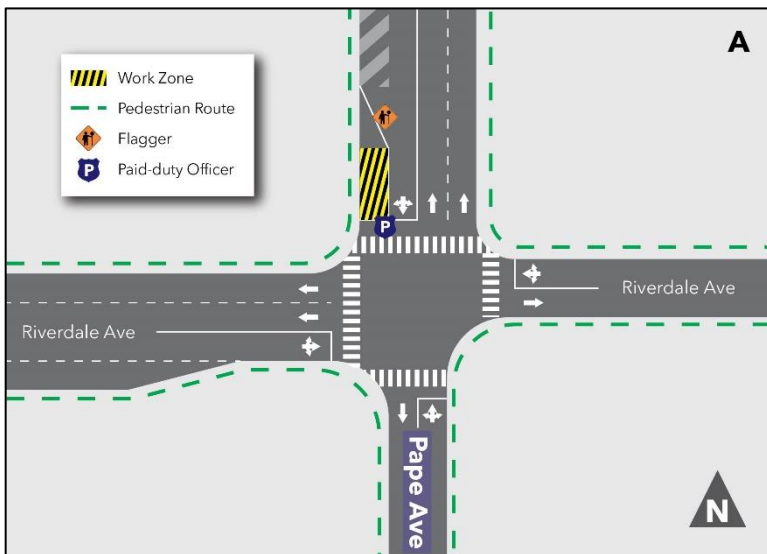 A
Work Zone
Pedestrian Route
Flagger
P Paid-duty Officer
P
Riverdale Ave
Riverdale Ave
Pape Ave
N